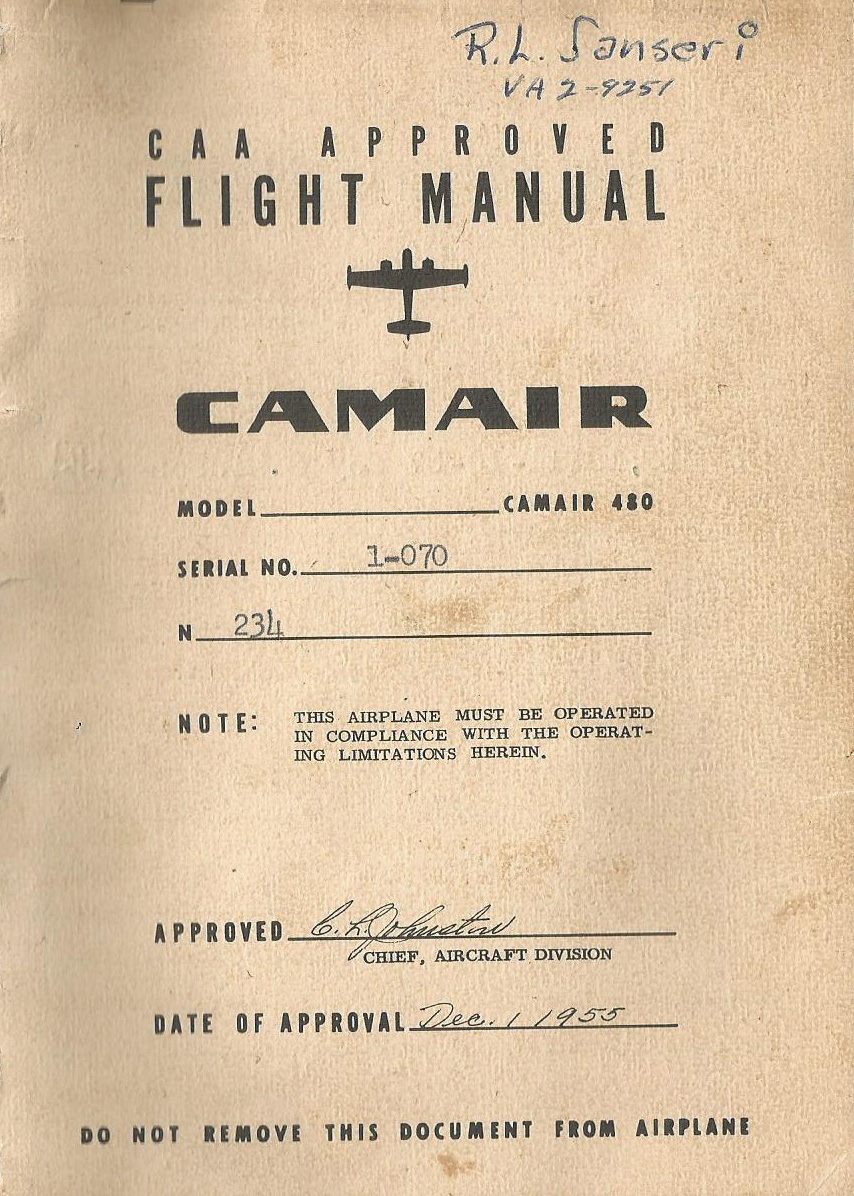 R.L. Sanseri
VA 2-9251
CAA APPROVED
FLIGHT MANUAL
CAMAIR
MODEL CAMAIR 480
SERIAL NO. 1-070
N 234
NOTE: THIS AIRPLANE MUST BE OPERATED
IN COMPLIANCE WITH THE OPERAT-
ING LIMITATIONS HEREIN.
APPROVED C. L. Johnston
CHIEF, AIRCRAFT DIVISION
DATE OF APPROVAL Dec. 1 1955
DO NOT REMOVE THIS DOCUMENT FROM AIRPLANE